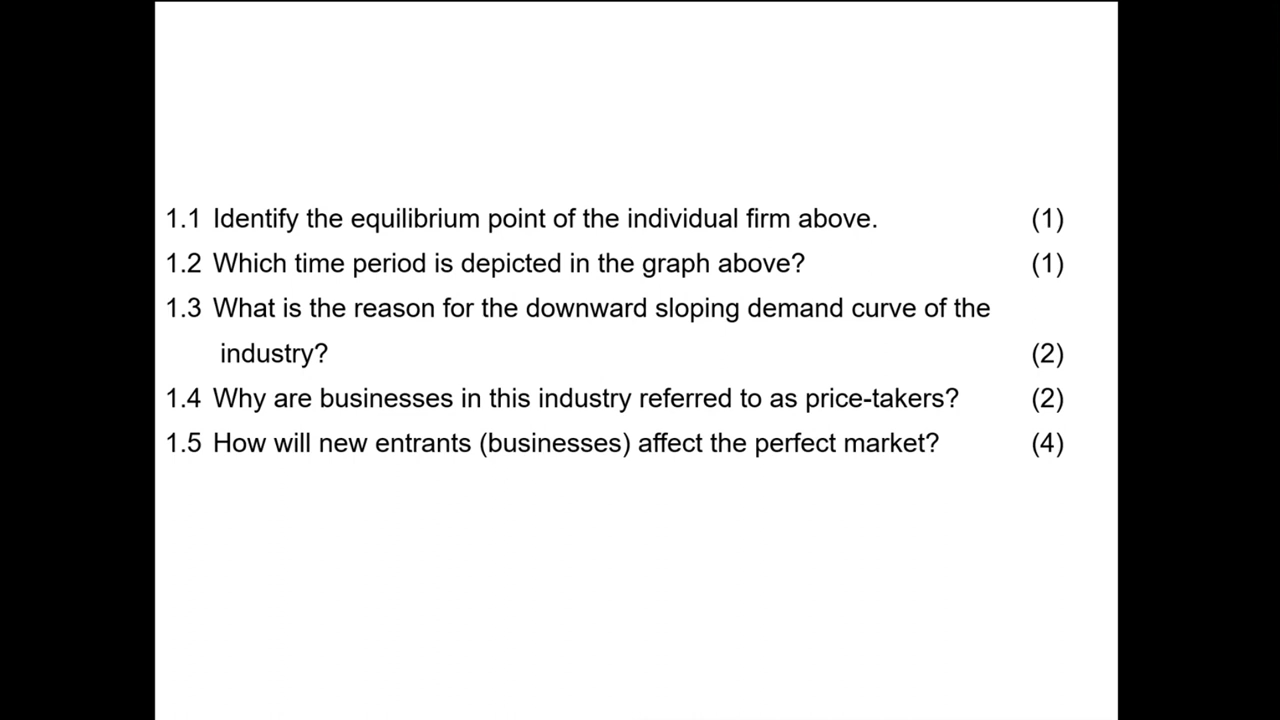 1.1 Identify the equilibrium point of the individual firm above. (1)
1.2 Which time period is depicted in the graph above? (1)
1.3 What is the reason for the downward sloping demand curve of the
industry? (2)
1.4 Why are businesses in this industry referred to as price-takers? (2)
1.5 How will new entrants (businesses) affect the perfect market? (4)